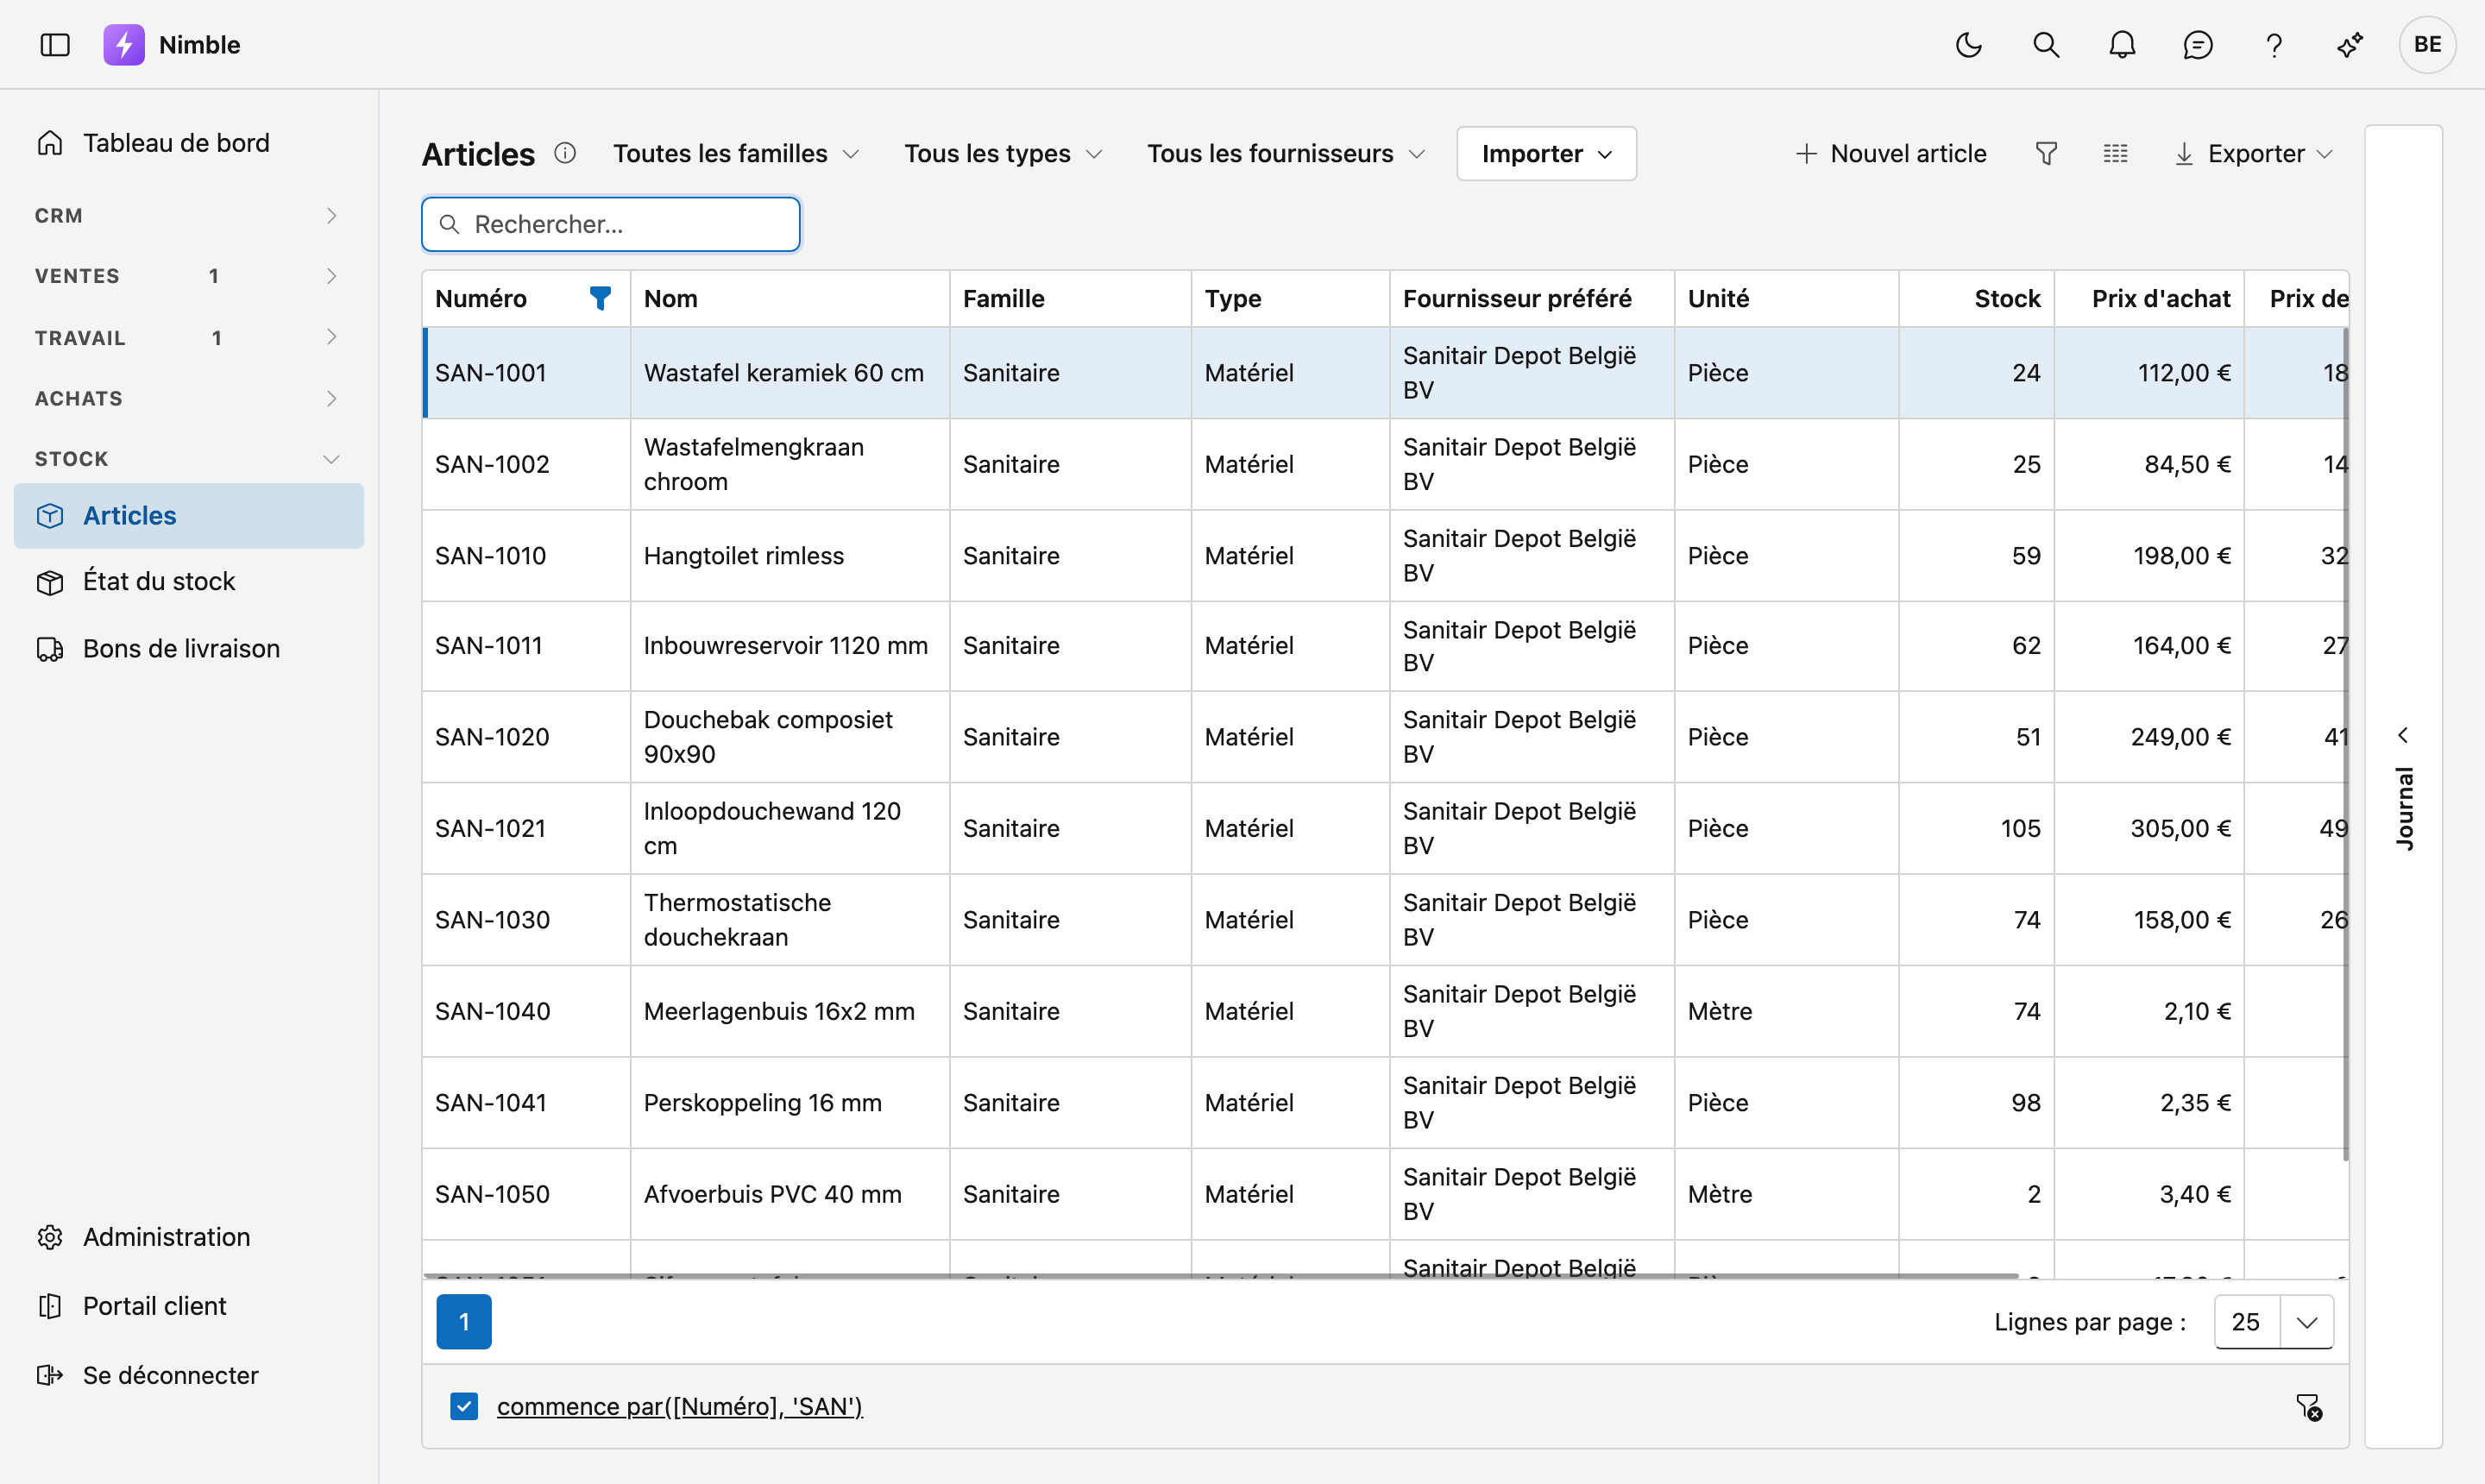 Nimble
BE
Tableau de bord
CRM
VENTES 1
TRAVAIL 1
ACHATS
STOCK
Articles
État du stock
Bons de livraison
Administration
Portail client
Se déconnecter
Articles Toutes les familles Tous les types Tous les fournisseurs Importer Nouvel article Exporter
Rechercher...
Numéro Nom Famille Type Fournisseur préféré Unité Stock Prix d'achat Prix de
SAN-1001 Wastafel keramiek 60 cm Sanitaire Matériel Sanitair Depot België BV Pièce 24 112,00 € 18
SAN-1002 Wastafelmengkraan chroom Sanitaire Matériel Sanitair Depot België BV Pièce 25 84,50 € 14
SAN-1010 Hangtoilet rimless Sanitaire Matériel Sanitair Depot België BV Pièce 59 198,00 € 32
SAN-1011 Inbouwreservoir 1120 mm Sanitaire Matériel Sanitair Depot België BV Pièce 62 164,00 € 27
SAN-1020 Douchebak composiet 90x90 Sanitaire Matériel Sanitair Depot België BV Pièce 51 249,00 € 41
SAN-1021 Inloopdouchewand 120 cm Sanitaire Matériel Sanitair Depot België BV Pièce 105 305,00 € 49
SAN-1030 Thermostatische douchekraan Sanitaire Matériel Sanitair Depot België BV Pièce 74 158,00 € 26
SAN-1040 Meerlagenbuis 16x2 mm Sanitaire Matériel Sanitair Depot België BV Mètre 74 2,10 €
SAN-1041 Perskoppeling 16 mm Sanitaire Matériel Sanitair Depot België BV Pièce 98 2,35 €
SAN-1050 Afvoerbuis PVC 40 mm Sanitaire Matériel Sanitair Depot België BV Mètre 2 3,40 €
Sanitair Depot België
1 Lignes par page : 25
commence par([Numéro], 'SAN')
Journal